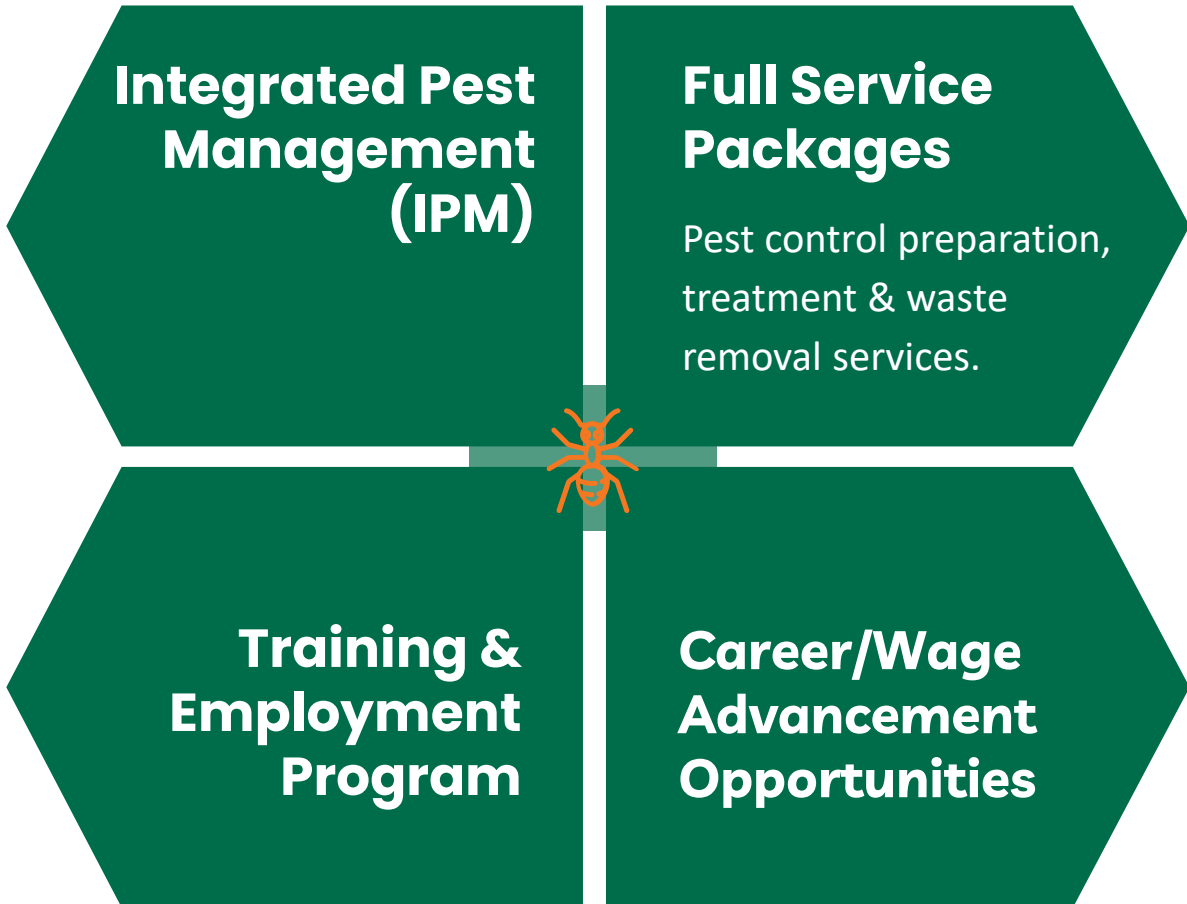 Integrated Pest
Management
(IPM)
Full Service
Packages
Pest control preparation,
treatment & waste
removal services.
Training &
Employment
Program
Career/Wage
Advancement
Opportunities